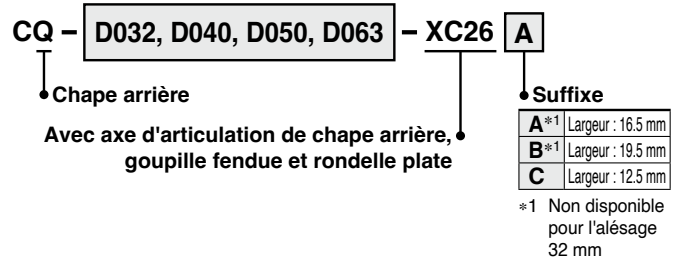 CQ – D032, D040, D050, D063 – XC26 A
Chape arrière
Avec axe d'articulation de chape arrière,
goupille fendue et rondelle plate
Suffixe
A*1 Largeur : 16.5 mm
B*1 Largeur : 19.5 mm
C Largeur : 12.5 mm
*1 Non disponible
pour l'alésage
32 mm